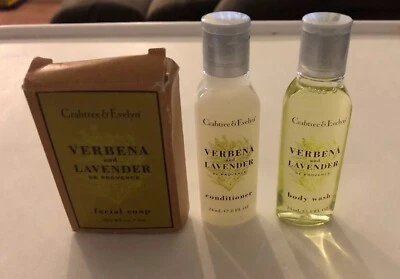 Crabtree & Evelyn
VERBENA
and
LAVENDER
DE PROVENCE
facial soap
Crabtree & Evelyn
VERBENA
and
LAVENDER
DE PROVENCE
conditioner
Crabtree & Evelyn
VERBENA
and
LAVENDER
DE PROVENCE
body wash